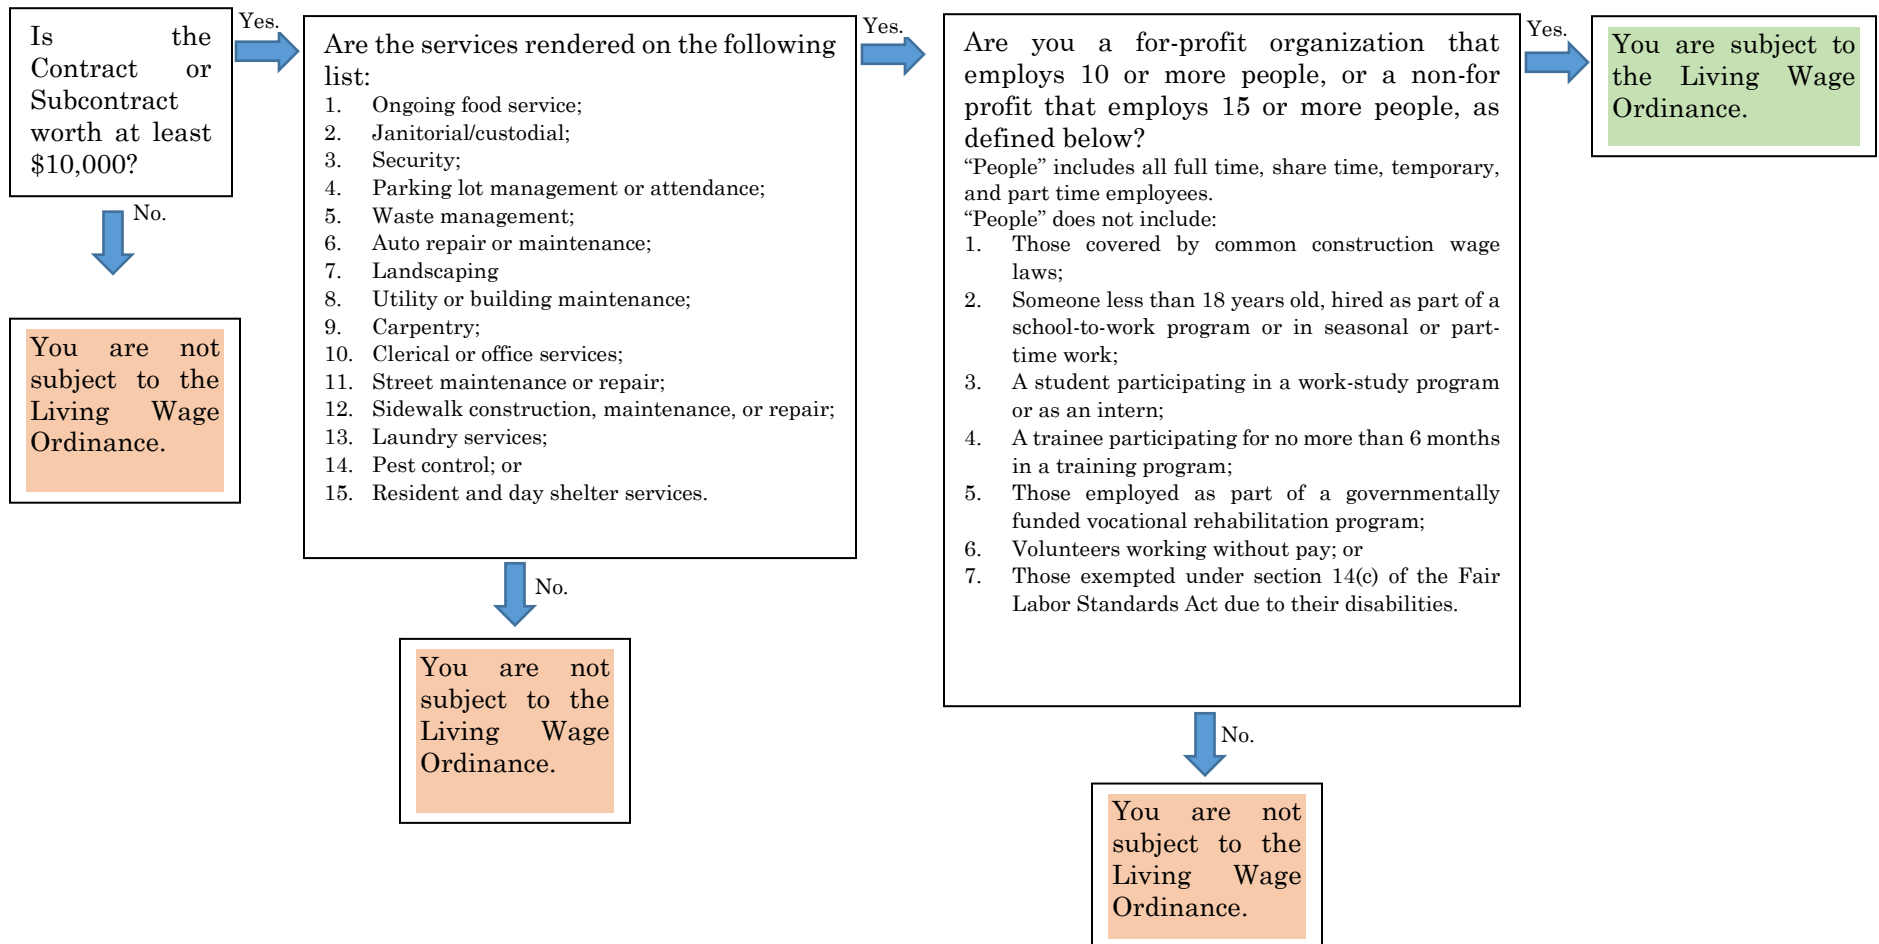 Is the
Contract or
Subcontract
worth at least
$10,000?
Yes.
No.
You are not
subject to the
Living Wage
Ordinance.
Are the services rendered on the following
list:
1. Ongoing food service;
2. Janitorial/custodial;
3. Security;
4. Parking lot management or attendance;
5. Waste management;
6. Auto repair or maintenance;
7. Landscaping
8. Utility or building maintenance;
9. Carpentry;
10. Clerical or office services;
11. Street maintenance or repair;
12. Sidewalk construction, maintenance, or repair;
13. Laundry services;
14. Pest control; or
15. Resident and day shelter services.
Yes.
No.
You are not
subject to the
Living Wage
Ordinance.
Are you a for-profit organization that
employs 10 or more people, or a non-for
profit that employs 15 or more people, as
defined below?
“People” includes all full time, share time, temporary,
and part time employees.
“People” does not include:
1. Those covered by common construction wage
laws;
2. Someone less than 18 years old, hired as part of a
school-to-work program or in seasonal or part-
time work;
3. A student participating in a work-study program
or as an intern;
4. A trainee participating for no more than 6 months
in a training program;
5. Those employed as part of a governmentally
funded vocational rehabilitation program;
6. Volunteers working without pay; or
7. Those exempted under section 14(c) of the Fair
Labor Standards Act due to their disabilities.
Yes.
No.
You are not
subject to the
Living Wage
Ordinance.
You are subject to
the Living Wage
Ordinance.